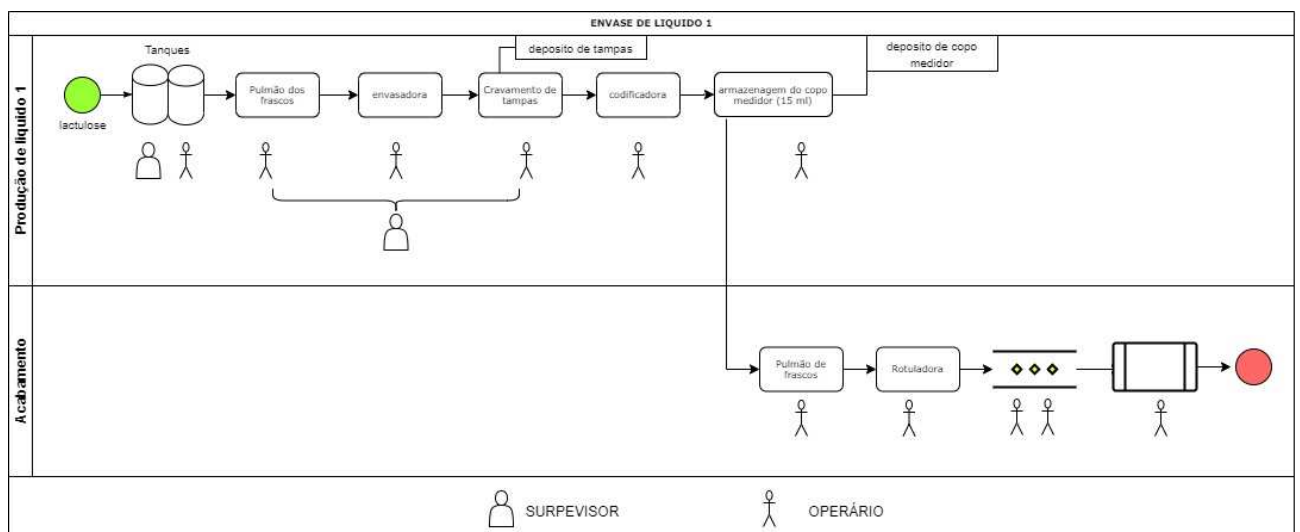 ENVASE DE LIQUIDO 1
Produção de liquido 1
deposito de tampas
deposito de copo
medidor
Tanques
lactulose
Pulmão dos
frascos
envasadora
Cravamento de
tampas
codificadora
armazenagem do copo
medidor (15 ml)
Acabamento
Pulmão de
frascos
Rotuladora
SURPEVISOR
OPERÁRIO